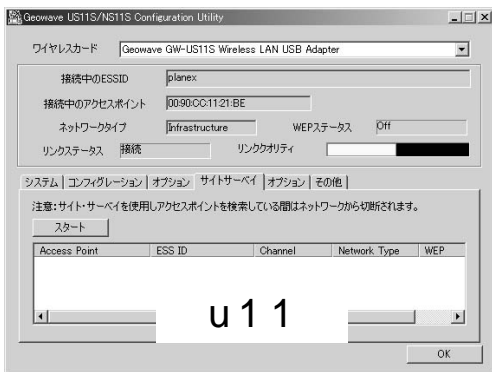 Geowave US11S/NS11S Configuration Utility
ワイヤレスカード Geowave GW-US11S Wireless LAN USB Adapter
接続中のESSID planex
接続中のアクセスポイント 00:90:CC:11:21:BE
ネットワークタイプ Infrastructure WEPステータス Off
リンクステータス 接続 リンククオリティ
システム コンフィグレーション オプション サイトサーベイ オプション その他
注意:サイト・サーベイを使用しアクセスポイントを検索している間はネットワークから切断されます。
スタート
Access Point ESS ID Channel Network Type WEP
u11
OK